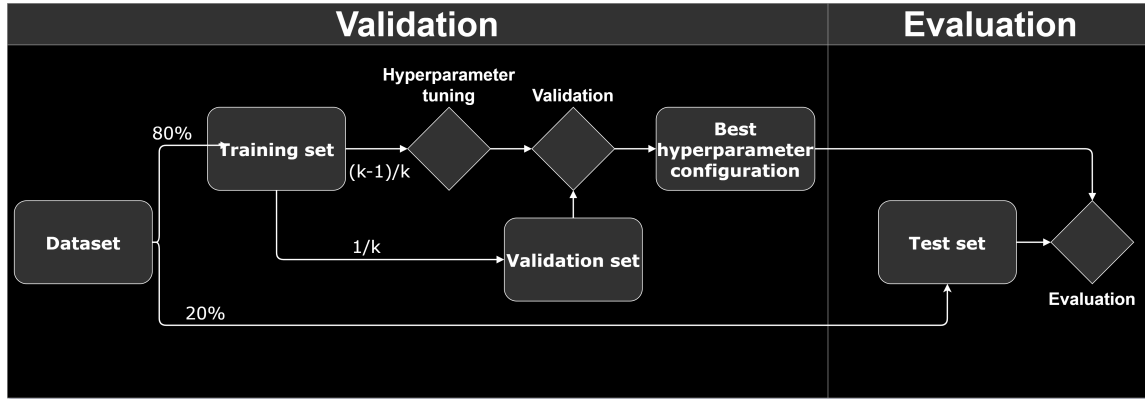 Validation
Evaluation
Hyperparameter
tuning
Validation
80%
Training set
(k-1)/k
Best
hyperparameter
configuration
Dataset
1/k
Validation set
Test set
20%
Evaluation